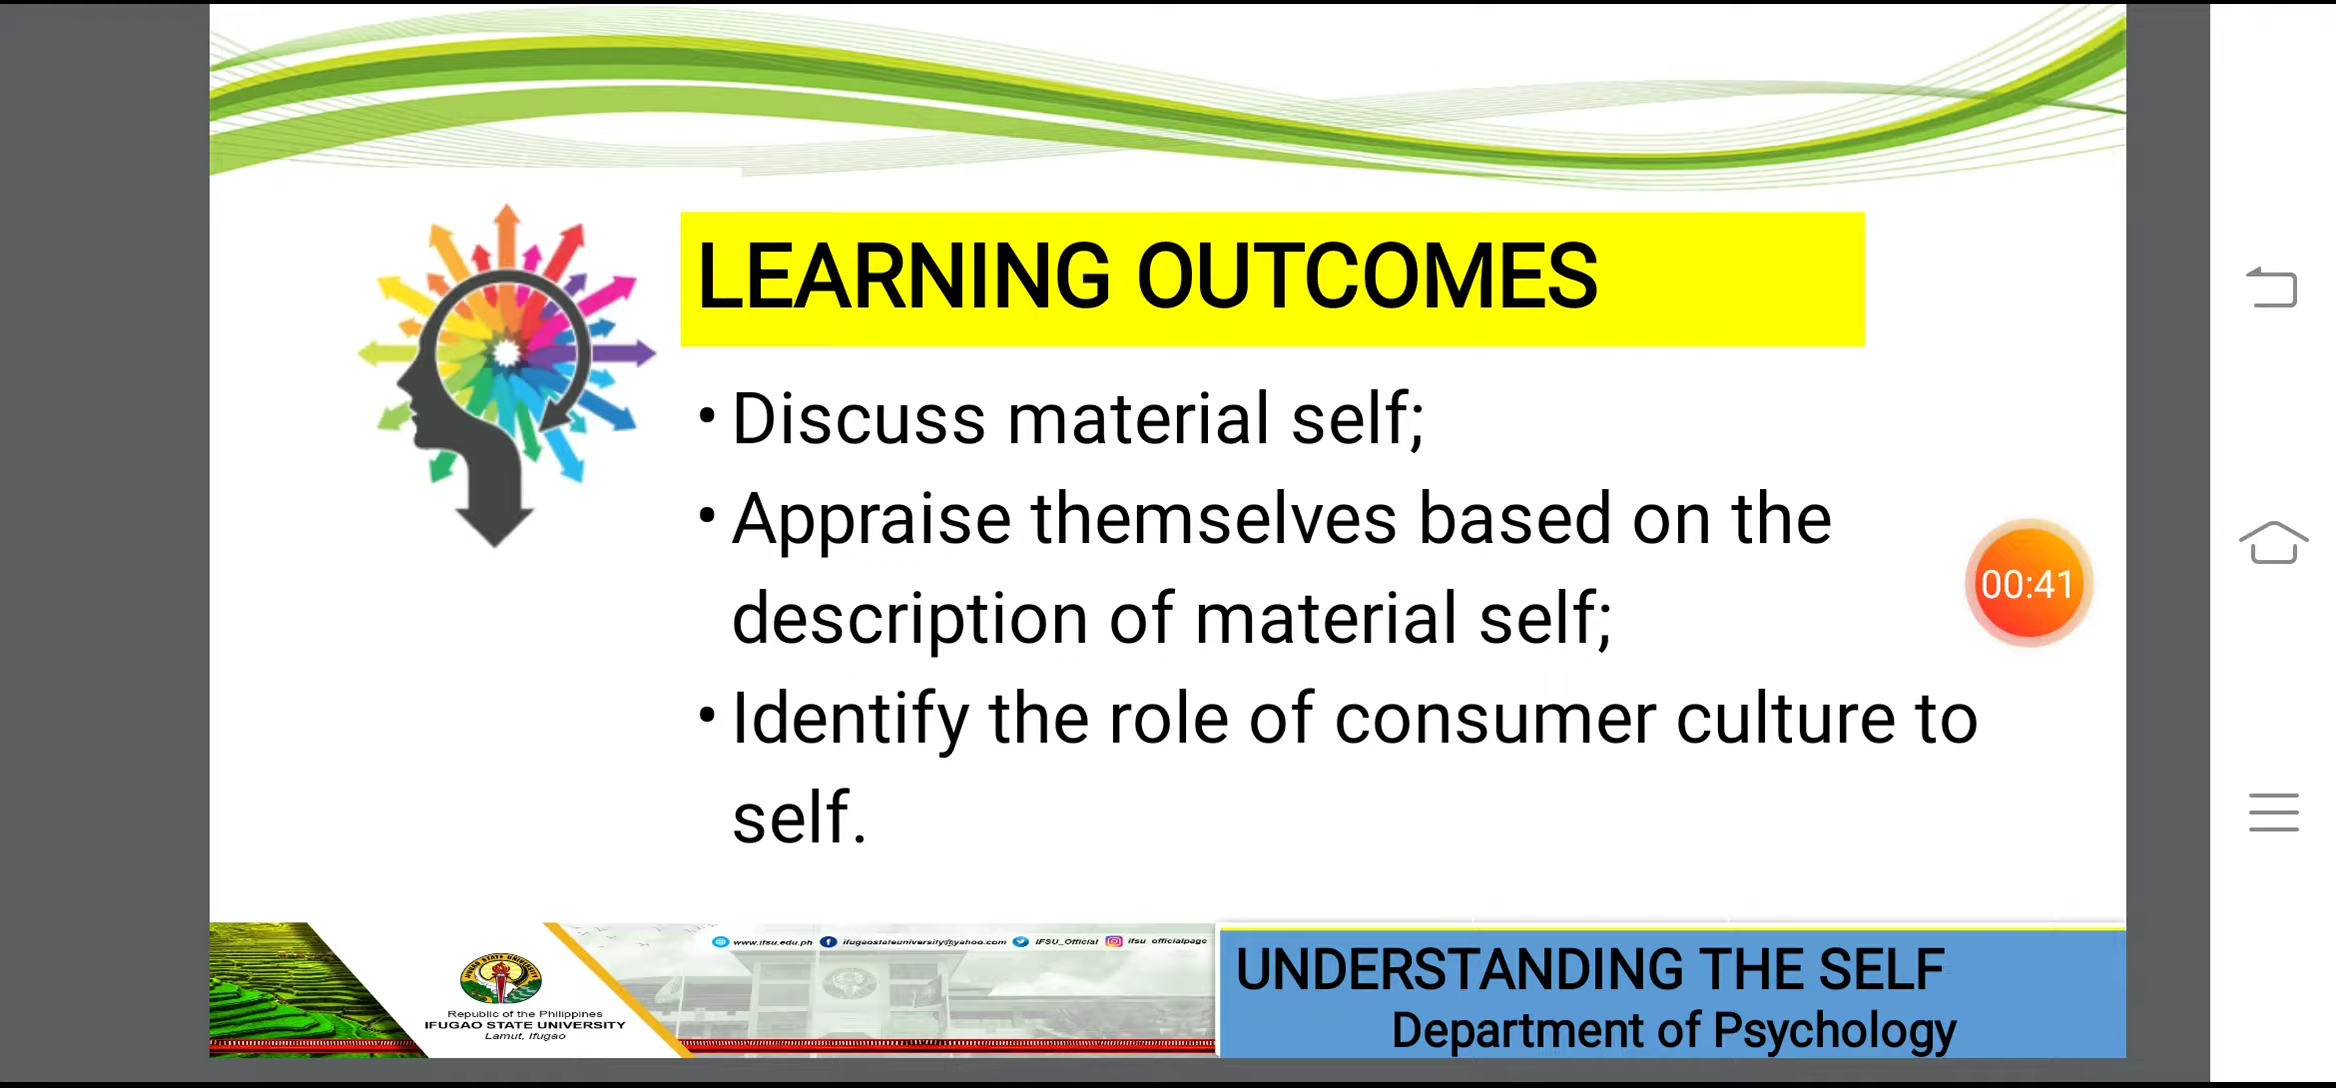 LEARNING OUTCOMES
• Discuss material self;
• Appraise themselves based on the
description of material self;
• Identify the role of consumer culture to
self.
00:41
www.ifsu.edu.ph ifugaostateuniversity@yahoo.com IFSU_Official ifsu officialpage
Republic of the Philippines
IFUGAO STATE UNIVERSITY
Lamut, Ifugao
UNDERSTANDING THE SELF
Department of Psychology